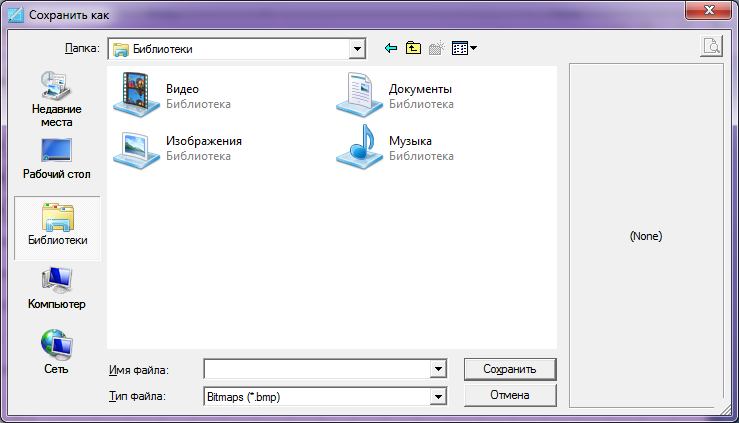 Сохранить как
Папка:
Библиотеки
Недавние
места
Рабочий стол
Библиотеки
Компьютер
Сеть
Видео
Библиотека
Документы
Библиотека
Изображения
Библиотека
Музыка
Библиотека
(None)
Имя файла:
Сохранить
Тип файла:
Bitmaps (*.bmp)
Отмена